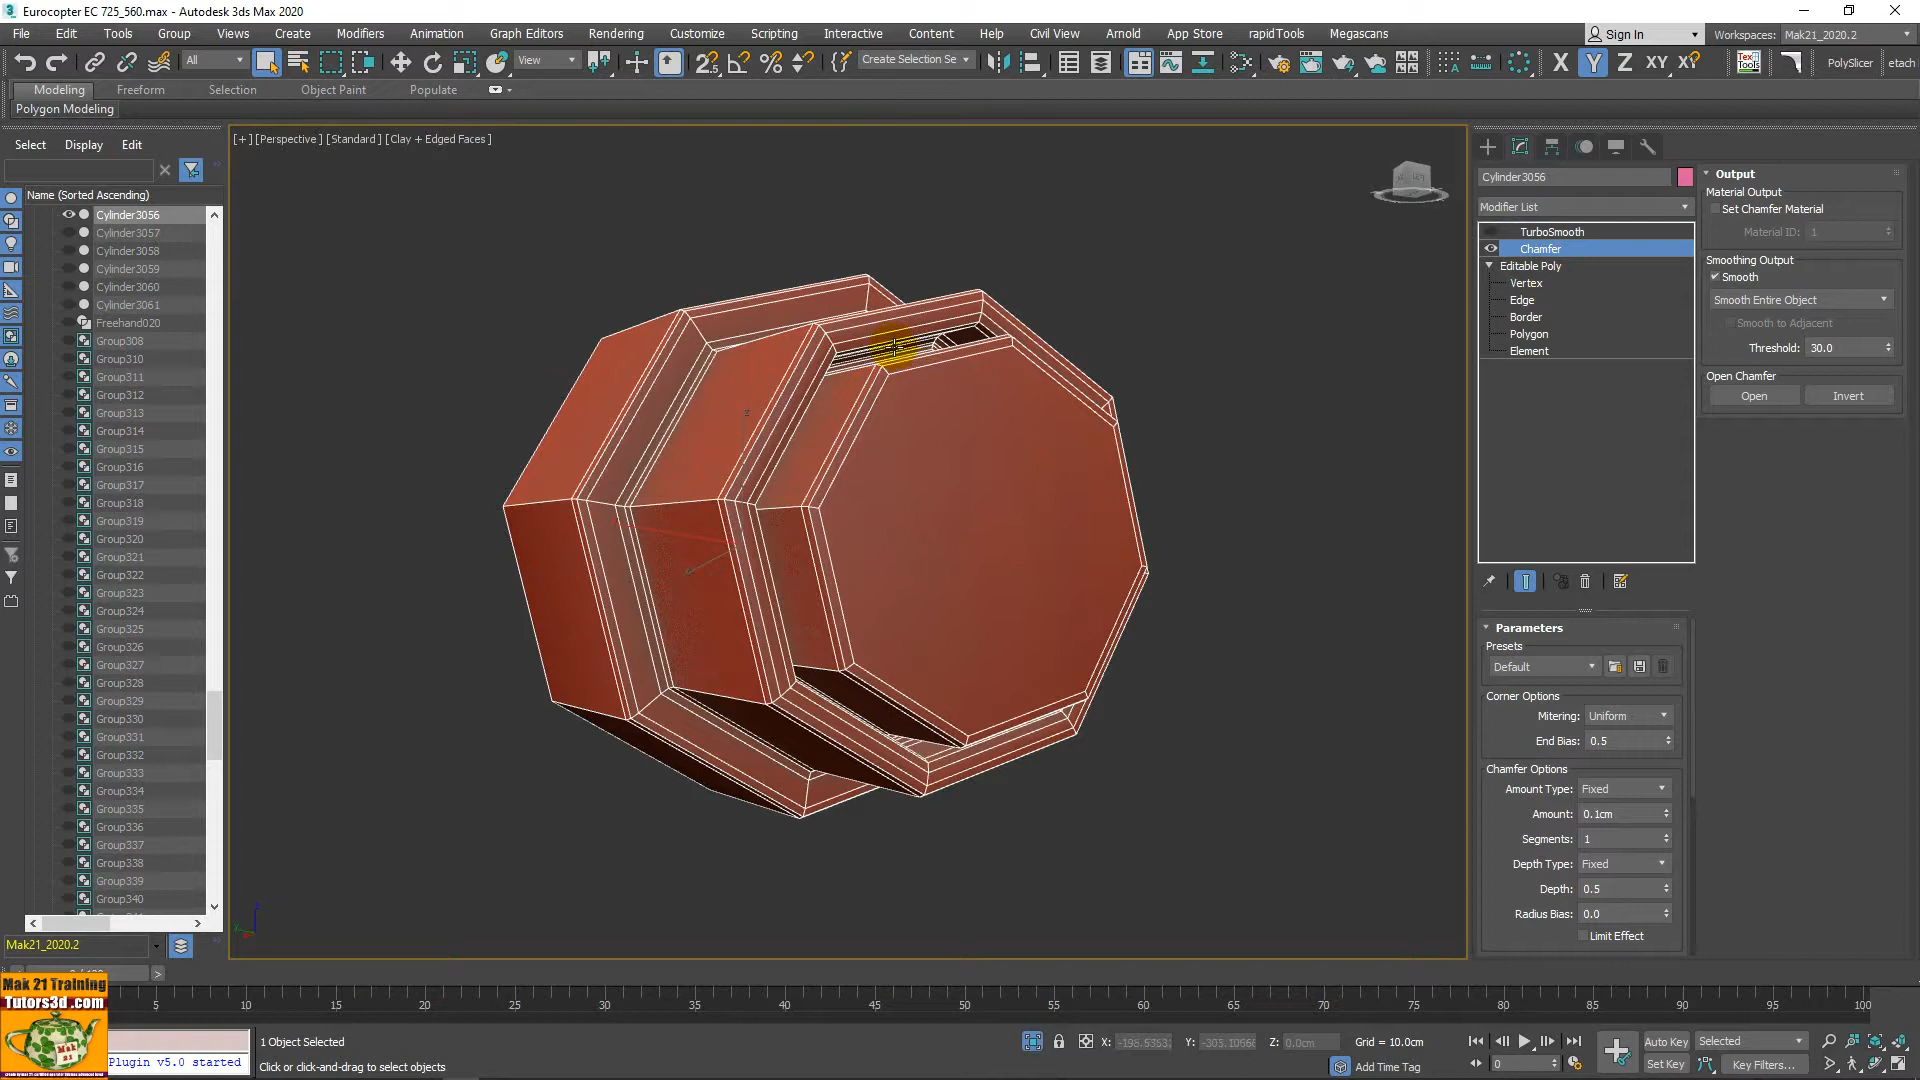 Eurocopter EC 725_560.max - Autodesk 3ds Max 2020
File Edit Tools Group Views Create Modifiers Animation Graph Editors Rendering Customize Scripting Interactive Content Help Civil View Arnold App Store rapidTools Megascans
Sign In Workspaces: Mak21_2020.2
All View Create Selection Se X Y Z XY XY PolySlicer etach
Modeling Freeform Selection Object Paint Populate
Polygon Modeling
Select Display Edit
Name (Sorted Ascending)
Cylinder3056
Cylinder3057
Cylinder3058
Cylinder3059
Cylinder3060
Cylinder3061
Freehand020
Group308
Group310
Group311
Group312
Group313
Group314
Group315
Group316
Group317
Group318
Group319
Group320
Group321
Group322
Group323
Group324
Group325
Group326
Group327
Group328
Group329
Group330
Group331
Group332
Group333
Group334
Group335
Group336
Group337
Group338
Group339
Group340
Mak21_2020.2
[+] [Perspective] [Standard] [Clay + Edged Faces]
Cylinder3056
Modifier List
TurboSmooth
Chamfer
Editable Poly
Vertex
Edge
Border
Polygon
Element
Parameters
Presets
Default
Corner Options
Mitering: Uniform
End Bias: 0.5
Chamfer Options
Amount Type: Fixed
Amount: 0.1cm
Segments: 1
Depth Type: Fixed
Depth: 0.5
Radius Bias: 0.0
Limit Effect
Output
Material Output
Set Chamfer Material
Material ID: 1
Smoothing Output
Smooth
Smooth Entire Object
Smooth to Adjacent
Threshold: 30.0
Open Chamfer
Open Invert
5 10 15 20 25 30 35 40 45 50 55 60 65 70 75 80 85 90 95 100
Mak 21 Training
Tutors3d .com
Mak
21
Plugin v5.0 started
1 Object Selected
Click or click-and-drag to select objects
X: Y: Z: 0.0cm Grid = 10.0cm
Add Time Tag
0
Auto Key Selected
Set Key Key Filters...